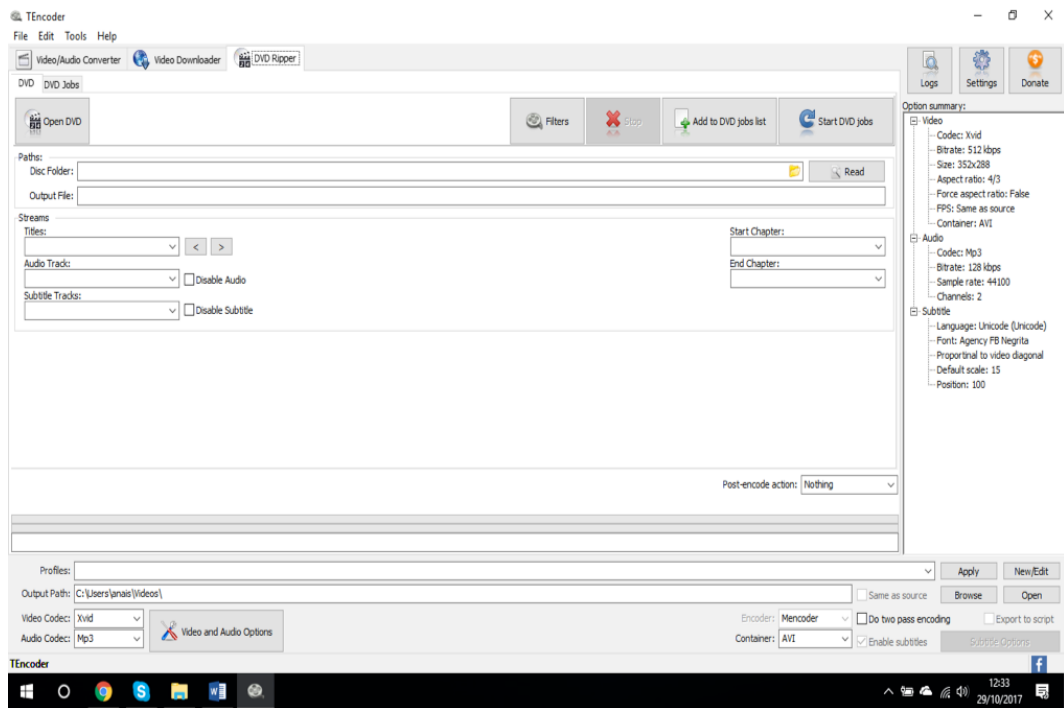 TEncoder
File Edit Tools Help
Video/Audio Converter Video Downloader DVD Ripper
Logs Settings Donate
DVD DVD Jobs
Open DVD Filters Stop Add to DVD jobs list Start DVD jobs
Paths:
Disc Folder: Read
Output File:
Streams
Titles: < >
Start Chapter:
Audio Track: Disable Audio
End Chapter:
Subtitle Tracks: Disable Subtitle
Post-encode action: Nothing
Option summary:
Video
Codec: Xvid
Bitrate: 512 kbps
Size: 352x288
Aspect ratio: 4/3
Force aspect ratio: False
FPS: Same as source
Container: AVI
Audio
Codec: Mp3
Bitrate: 128 kbps
Sample rate: 44100
Channels: 2
Subtitle
Language: Unicode (Unicode)
Font: Agency FB Negrita
Proportinal to video diagonal
Default scale: 15
Position: 100
Profiles: Apply New/Edit
Output Path: C:\Users\anais\Videos\ Same as source Browse Open
Video Codec: Xvid Video and Audio Options Encoder: Mencoder Do two pass encoding Export to script
Audio Codec: Mp3 Container: AVI Enable subtitles Subtitle Options
TEncoder
12:33
29/10/2017